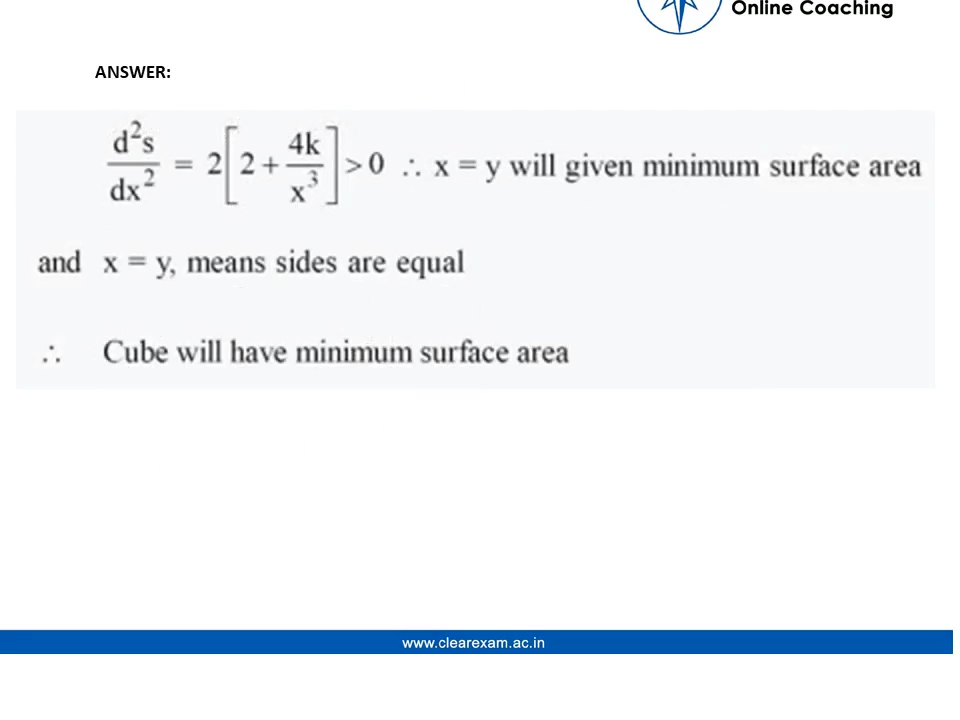 Online Coaching
ANSWER:
d²s/dx² = 2[2 + 4k/x³] > 0 ∴ x = y will given minimum surface area
and x = y, means sides are equal
∴ Cube will have minimum surface area
www.clearexam.ac.in